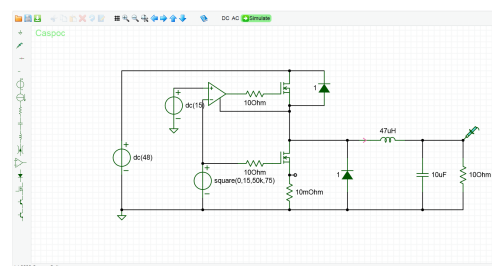 DC AC Simulate
Caspoc
dc(15)
10Ohm
1
47uH
dc(48)
10Ohm
square(0,15,50k,75)
1
10uF
10Ohm
10mOhm